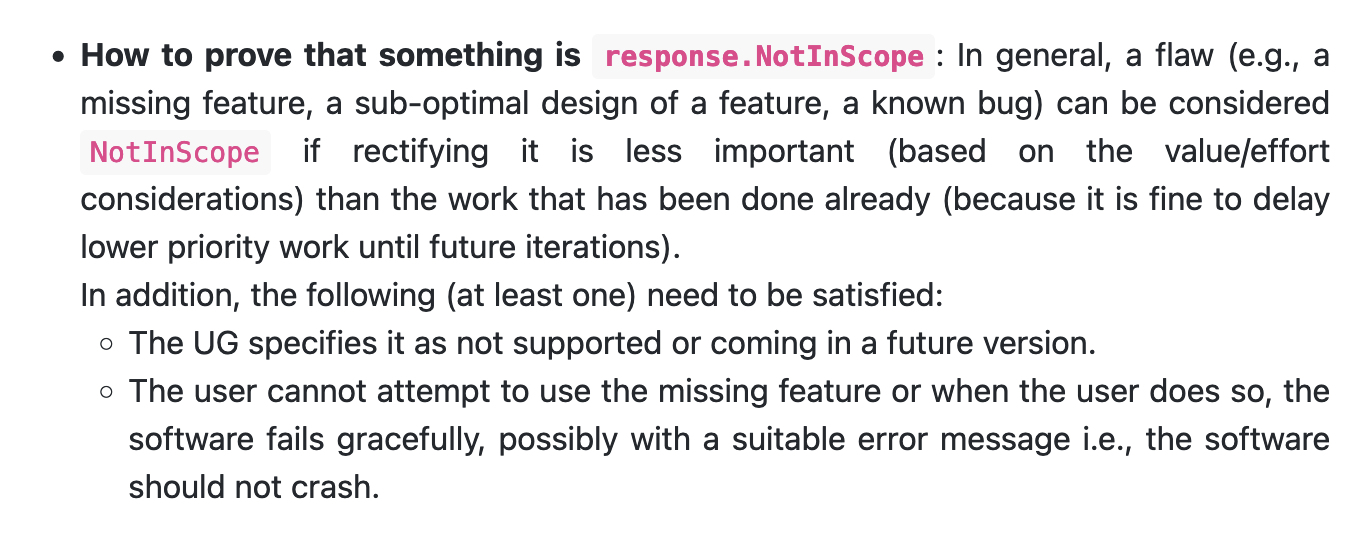 • How to prove that something is response.NotInScope: In general, a flaw (e.g., a
missing feature, a sub-optimal design of a feature, a known bug) can be considered
NotInScope if rectifying it is less important (based on the value/effort
considerations) than the work that has been done already (because it is fine to delay
lower priority work until future iterations).
In addition, the following (at least one) need to be satisfied:
◦ The UG specifies it as not supported or coming in a future version.
◦ The user cannot attempt to use the missing feature or when the user does so, the
software fails gracefully, possibly with a suitable error message i.e., the software
should not crash.